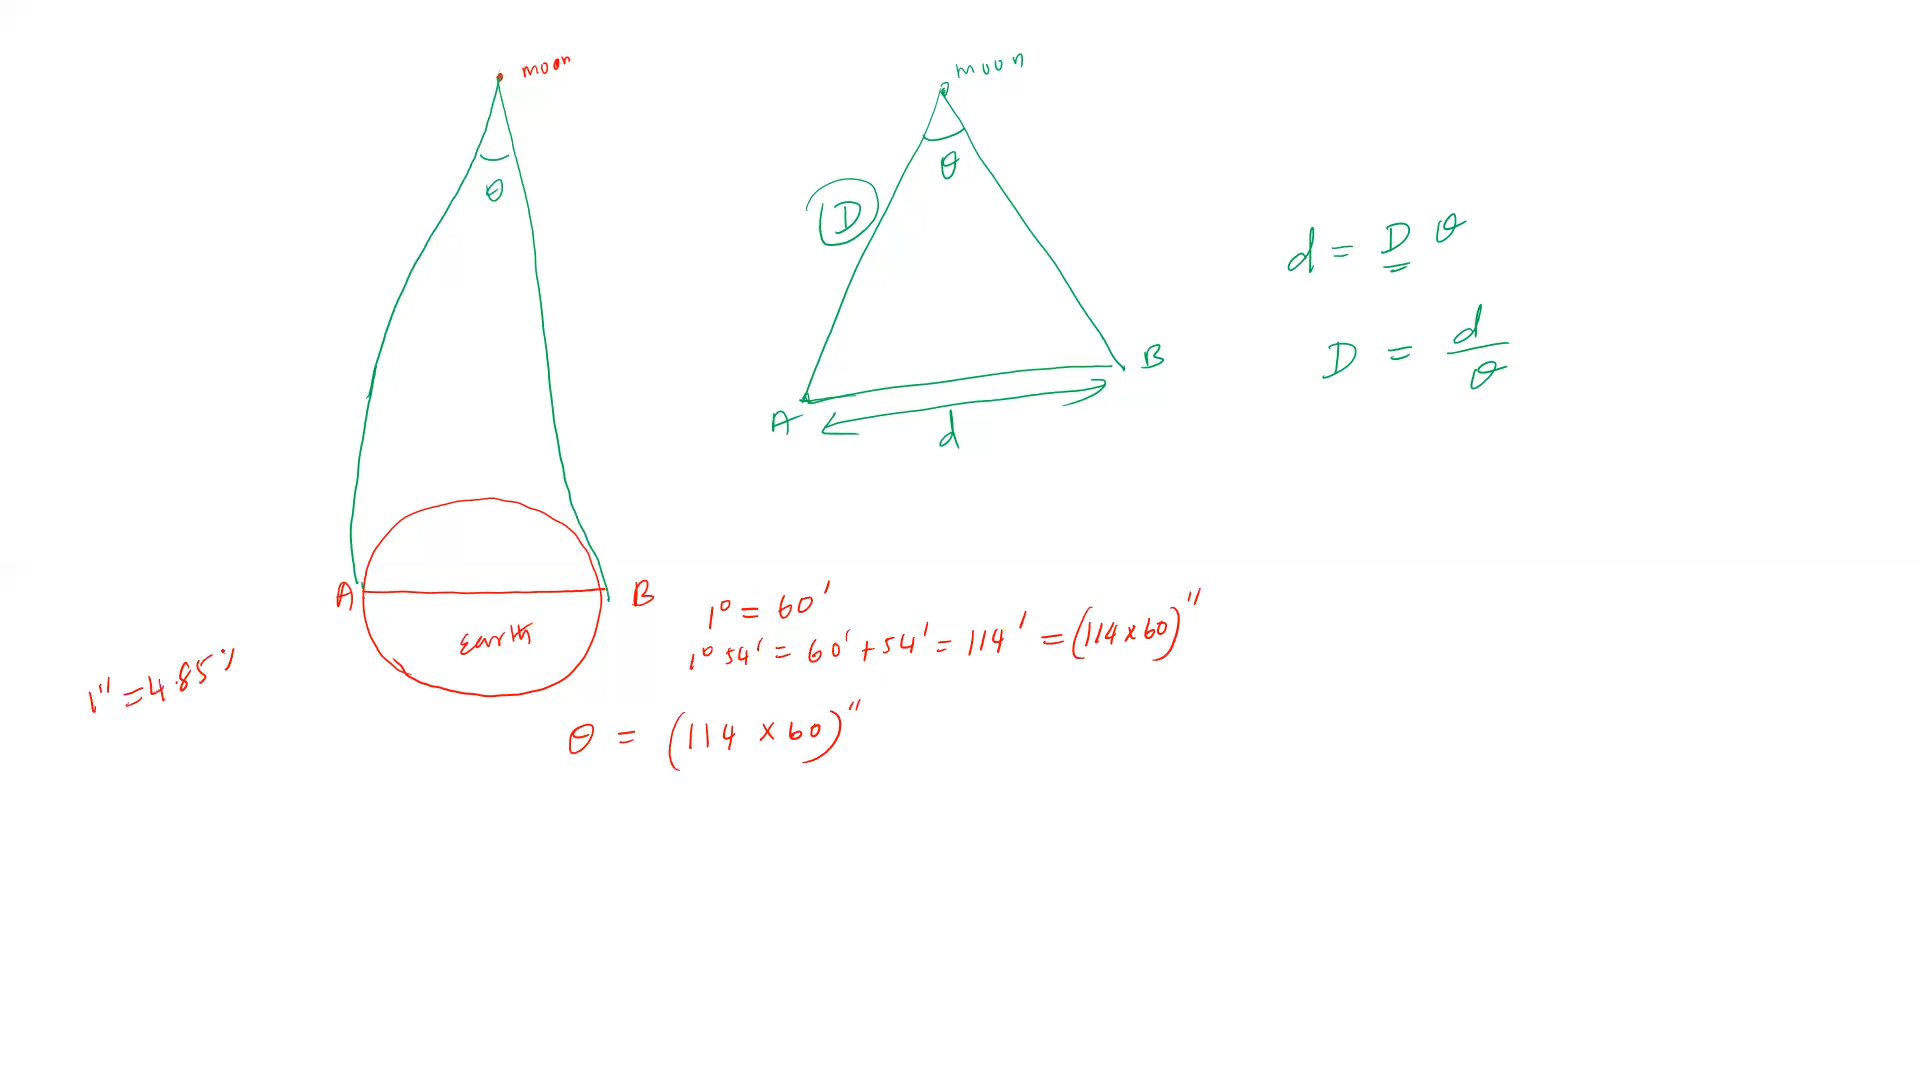 moon
θ
A
B
Earth
moon
θ
D
A
B
d
d = D θ
D = d/θ
1° = 60'
1° 54' = 60' + 54' = 114' = (114 x 60)"
1" = 4.85
θ = (114 x 60)"